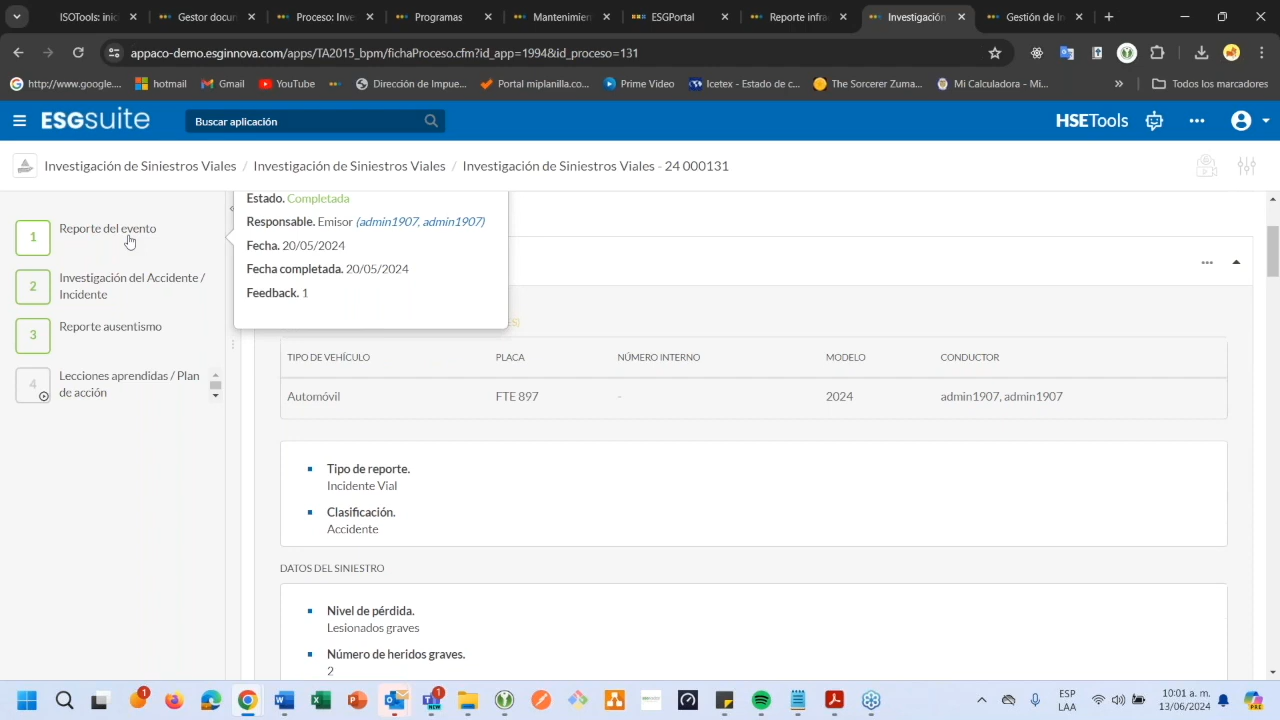 ISOTools: inic
Gestor docur
Proceso: Inve
Programas
Mantenimier
ESGPortal
Reporte infra
Investigación
Gestión de In
appaco-demo.esginnova.com/apps/TA2015_bpm/fichaProceso.cfm?id_app=1994&id_proceso=131
http://www.google....
hotmail
Gmail
YouTube
Dirección de Impue...
Portal miplanilla.co...
Prime Video
Icetex - Estado de c...
The Sorcerer Zuma...
Mi Calculadora - Mi...
»
Todos los marcadores
ESGsuite
Buscar aplicación
HSETools
Investigación de Siniestros Viales / Investigación de Siniestros Viales / Investigación de Siniestros Viales - 24 000131
1
Reporte del evento
2
Investigación del Accidente /
Incidente
3
Reporte ausentismo
4
Lecciones aprendidas / Plan
de acción
Estado. Completada
Responsable. Emisor (admin1907, admin1907)
Fecha. 20/05/2024
Fecha completada. 20/05/2024
Feedback. 1
ES)
TIPO DE VEHÍCULO PLACA NÚMERO INTERNO MODELO CONDUCTOR
Automóvil FTE 897 - 2024 admin1907, admin1907
Tipo de reporte.
Incidente Vial
Clasificación.
Accidente
DATOS DEL SINIESTRO
Nivel de pérdida.
Lesionados graves
Número de heridos graves.
2
1
1
ESP
LAA
10:01 a. m.
13/06/2024